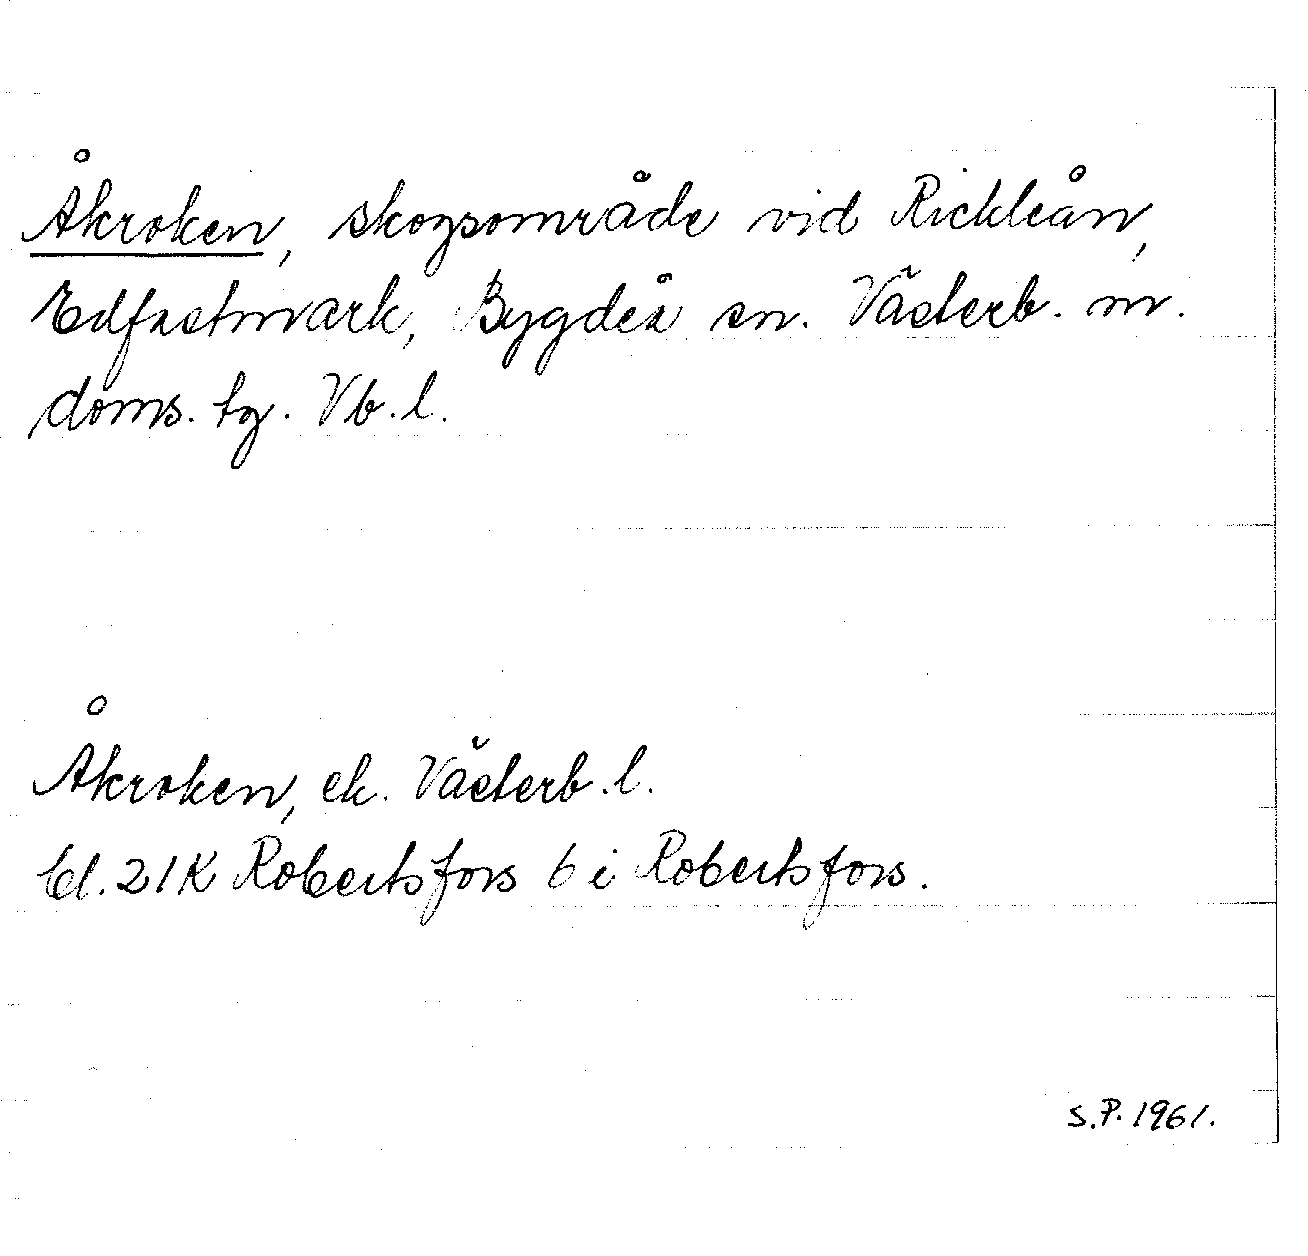 Åkroken, skogsområde vid Rickleån,
Edfastmark, Bygdeå sn. Västerb. m.
doms. tg. Vb. l.
Åkroken, ek. Västerb. l.
bl. 21K Robertsfors 6 i Robertsfors.
S.P. 1961.